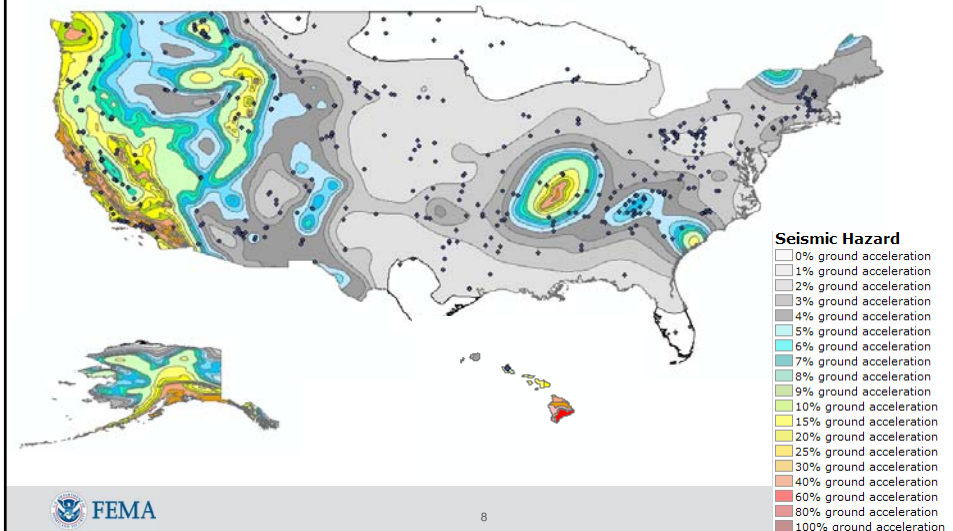 Seismic Hazard
0% ground acceleration
1% ground acceleration
2% ground acceleration
3% ground acceleration
4% ground acceleration
5% ground acceleration
6% ground acceleration
7% ground acceleration
8% ground acceleration
9% ground acceleration
10% ground acceleration
15% ground acceleration
20% ground acceleration
25% ground acceleration
30% ground acceleration
40% ground acceleration
60% ground acceleration
80% ground acceleration
100% ground acceleration
FEMA
8